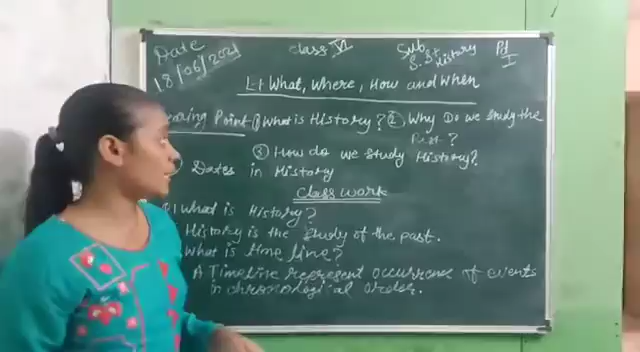 Date Class VI Sub S.St History Pd I
18/06/2021
L-1 What, Where, How and When
Point ① What is History? ② Why Do we study the Past?
③ How do we study History?
Dates in History
Class Work
1 What is History?
History is the study of the past.
What is time line?
A Timeline represent occurrence of events
in chronological order.